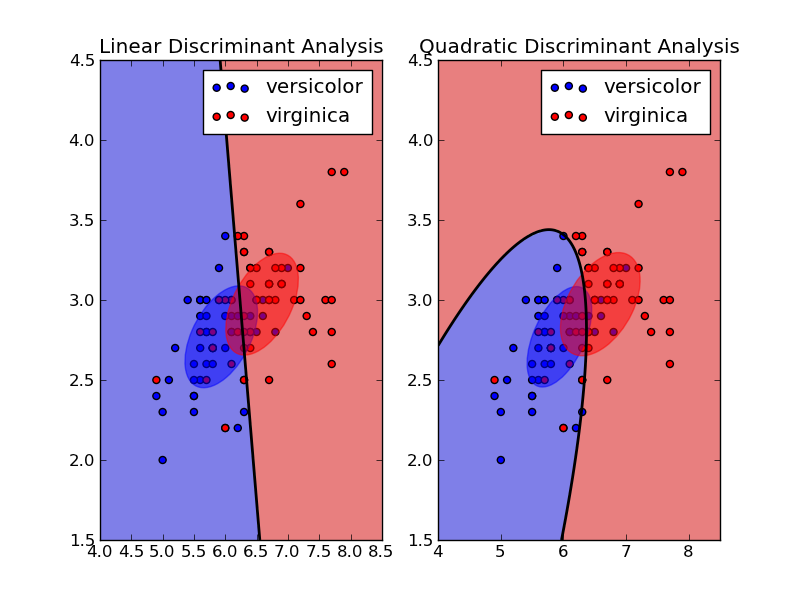 Linear Discriminant Analysis
4.5
4.0
3.5
3.0
2.5
2.0
1.5
4.0 4.5 5.0 5.5 6.0 6.5 7.0 7.5 8.0 8.5
versicolor
virginica
Quadratic Discriminant Analysis
4.5
4.0
3.5
3.0
2.5
2.0
1.5
4 5 6 7 8
versicolor
virginica